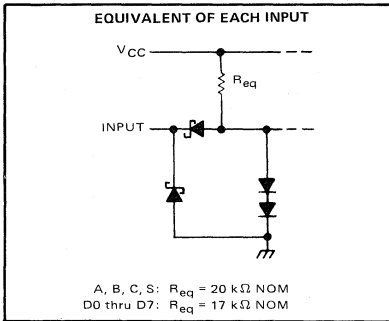 EQUIVALENT OF EACH INPUT
VCC
Req
INPUT
A, B, C, S: Req = 20 kΩ NOM
D0 thru D7: Req = 17 kΩ NOM